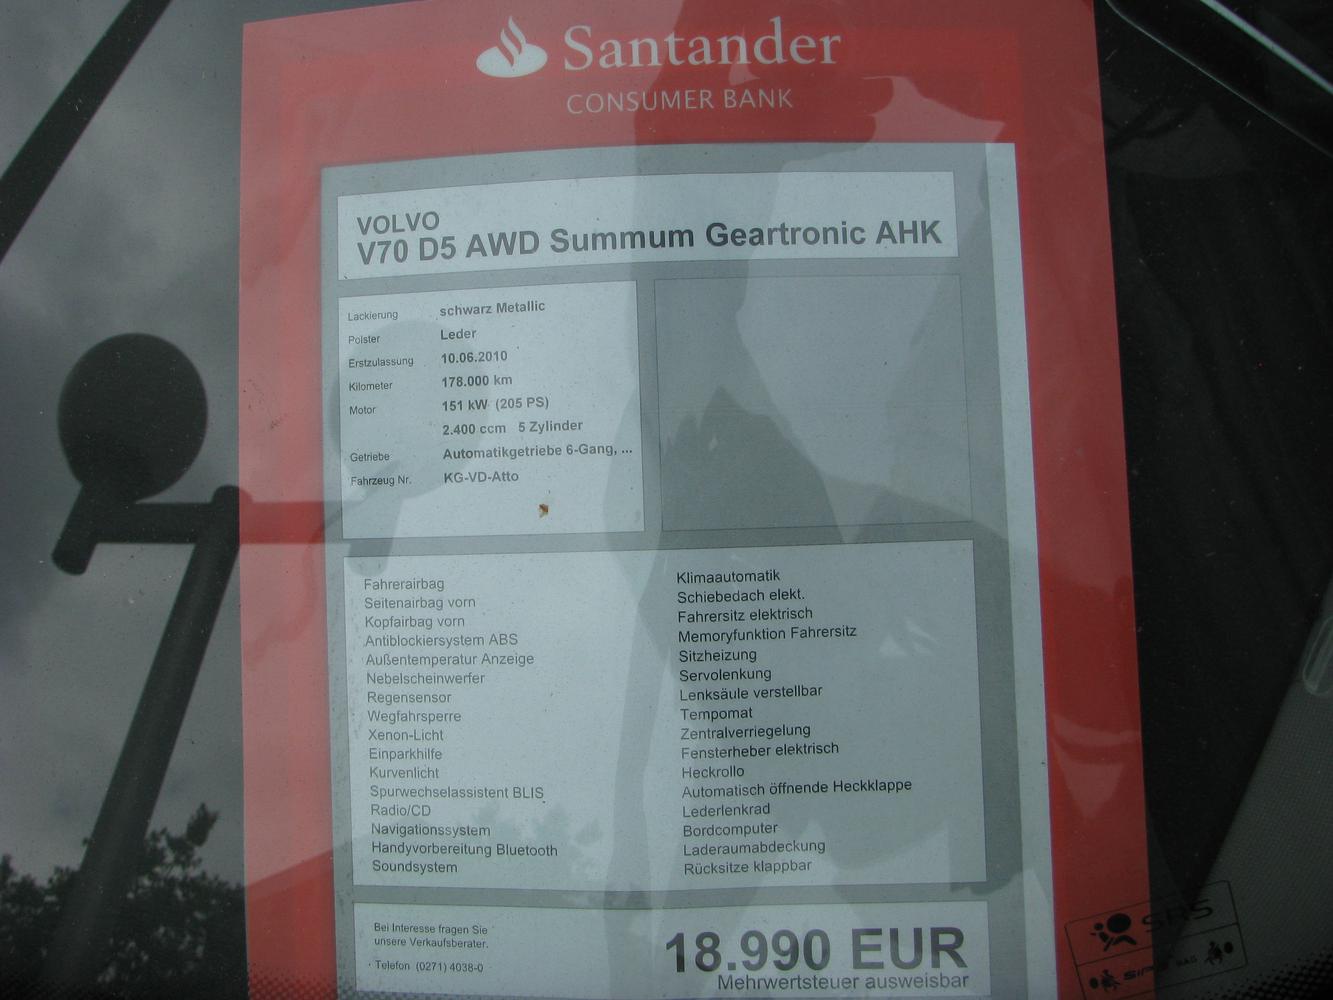 Santander
CONSUMER BANK
VOLVO
V70 D5 AWD Summum Geartronic AHK
Lackierung schwarz Metallic
Polster Leder
Erstzulassung 10.06.2010
Kilometer 178.000 km
Motor 151 kW (205 PS)
2.400 ccm 5 Zylinder
Getriebe Automatikgetriebe 6-Gang, ...
Fahrzeug Nr. KG-VD-Atto
Fahrerairbag
Seitenairbag vorn
Kopfairbag vorn
Antiblockiersystem ABS
Außentemperatur Anzeige
Nebelscheinwerfer
Regensensor
Wegfahrsperre
Xenon-Licht
Einparkhilfe
Kurvenlicht
Spurwechselassistent BLIS
Radio/CD
Navigationssystem
Handyvorbereitung Bluetooth
Soundsystem
Klimaautomatik
Schiebedach elekt.
Fahrersitz elektrisch
Memoryfunktion Fahrersitz
Sitzheizung
Servolenkung
Lenksäule verstellbar
Tempomat
Zentralverriegelung
Fensterheber elektrisch
Heckrollo
Automatisch öffnende Heckklappe
Lederlenkrad
Bordcomputer
Laderaumabdeckung
Rücksitze klappbar
Bei Interesse fragen Sie
unsere Verkaufsberater.
Telefon (0271) 4038-0
18.990 EUR
Mehrwertsteuer ausweisbar
SRS
SIPS BAG